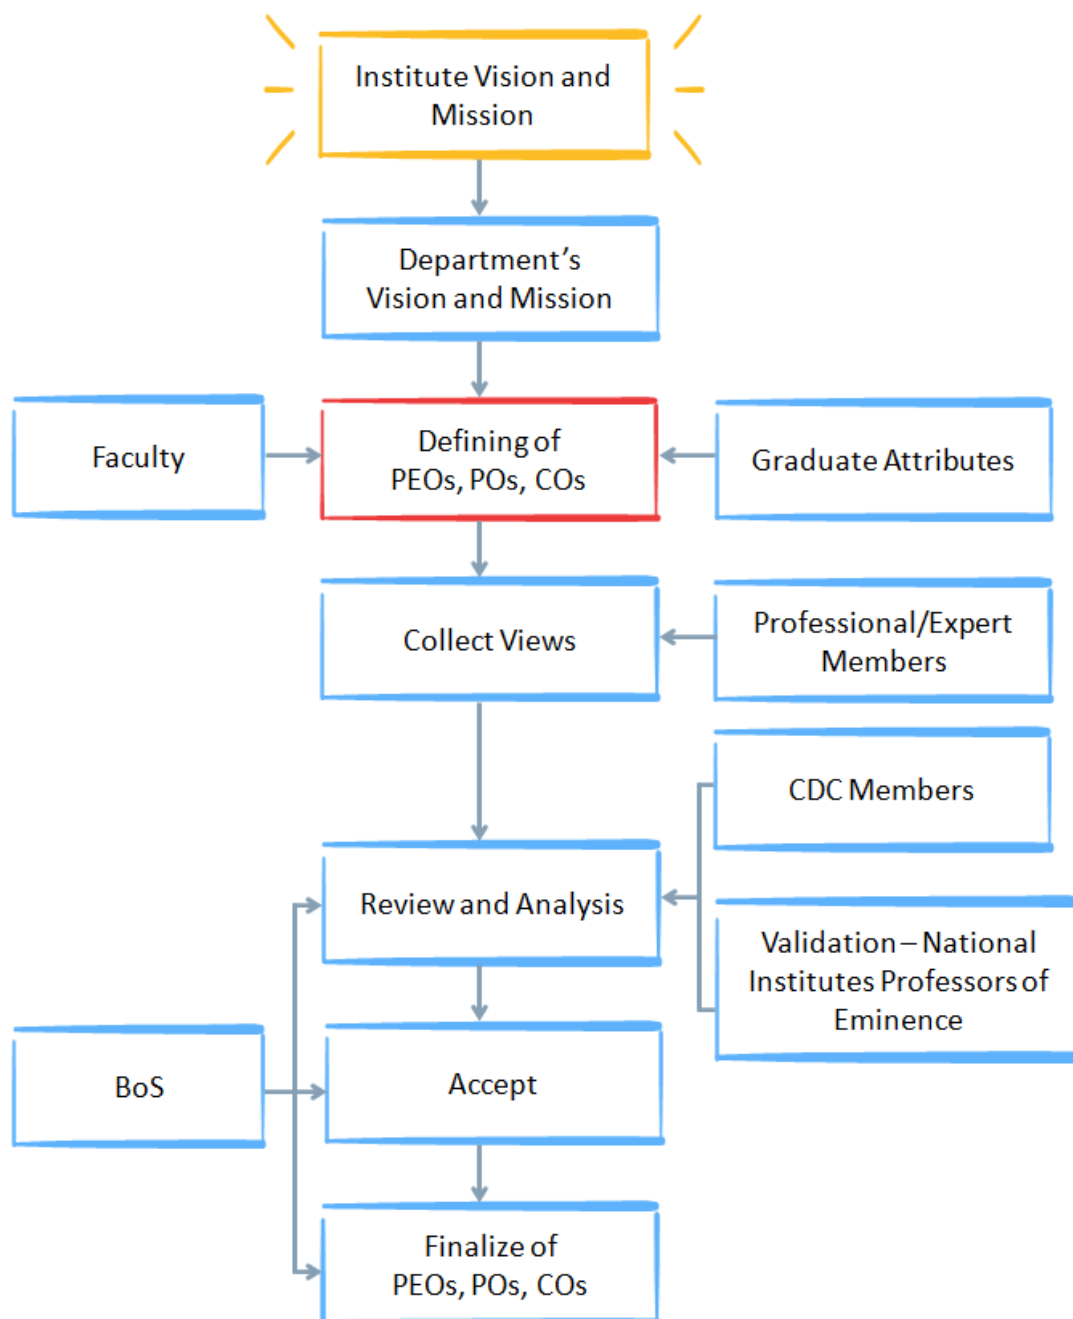 Institute Vision and
Mission
Department’s
Vision and Mission
Faculty
Defining of
PEOs, POs, COs
Graduate Attributes
Collect Views
Professional/Expert
Members
CDC Members
Review and Analysis
Validation – National
Institutes Professors of
Eminence
BoS
Accept
Finalize of
PEOs, POs, COs